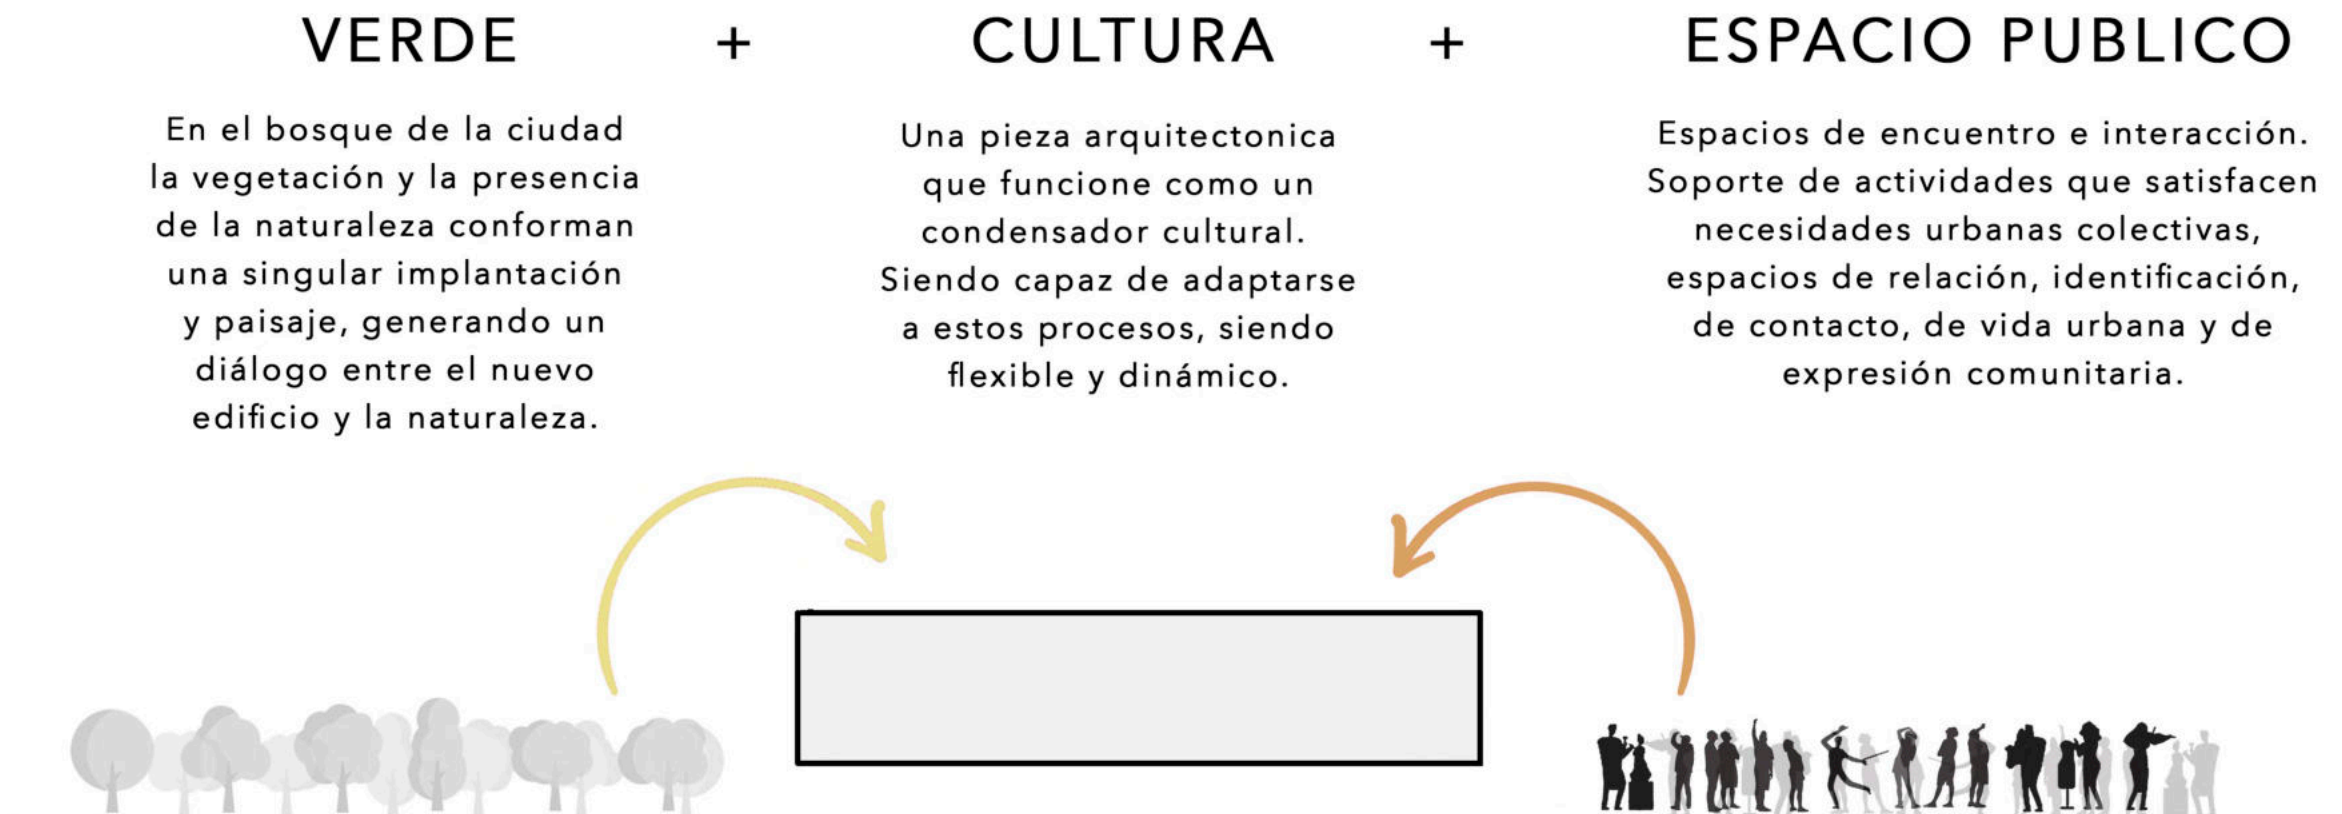 VERDE + CULTURA + ESPACIO PUBLICO
En el bosque de la ciudad
la vegetación y la presencia
de la naturaleza conforman
una singular implantación
y paisaje, generando un
diálogo entre el nuevo
edificio y la naturaleza.
Una pieza arquitectonica
que funcione como un
condensador cultural.
Siendo capaz de adaptarse
a estos procesos, siendo
flexible y dinámico.
Espacios de encuentro e interacción.
Soporte de actividades que satisfacen
necesidades urbanas colectivas,
espacios de relación, identificación,
de contacto, de vida urbana y de
expresión comunitaria.